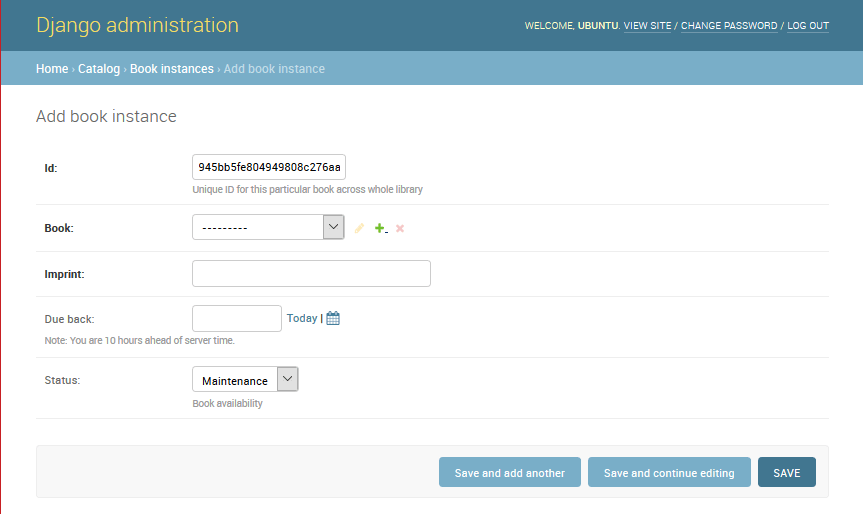 Django administration
WELCOME, UBUNTU. VIEW SITE / CHANGE PASSWORD / LOG OUT
Home › Catalog › Book instances › Add book instance
Add book instance
Id: 945bb5fe804949808c276aa
Unique ID for this particular book across whole library
Book: ---------
Imprint:
Due back: Today |
Note: You are 10 hours ahead of server time.
Status: Maintenance
Book availability
Save and add another Save and continue editing SAVE